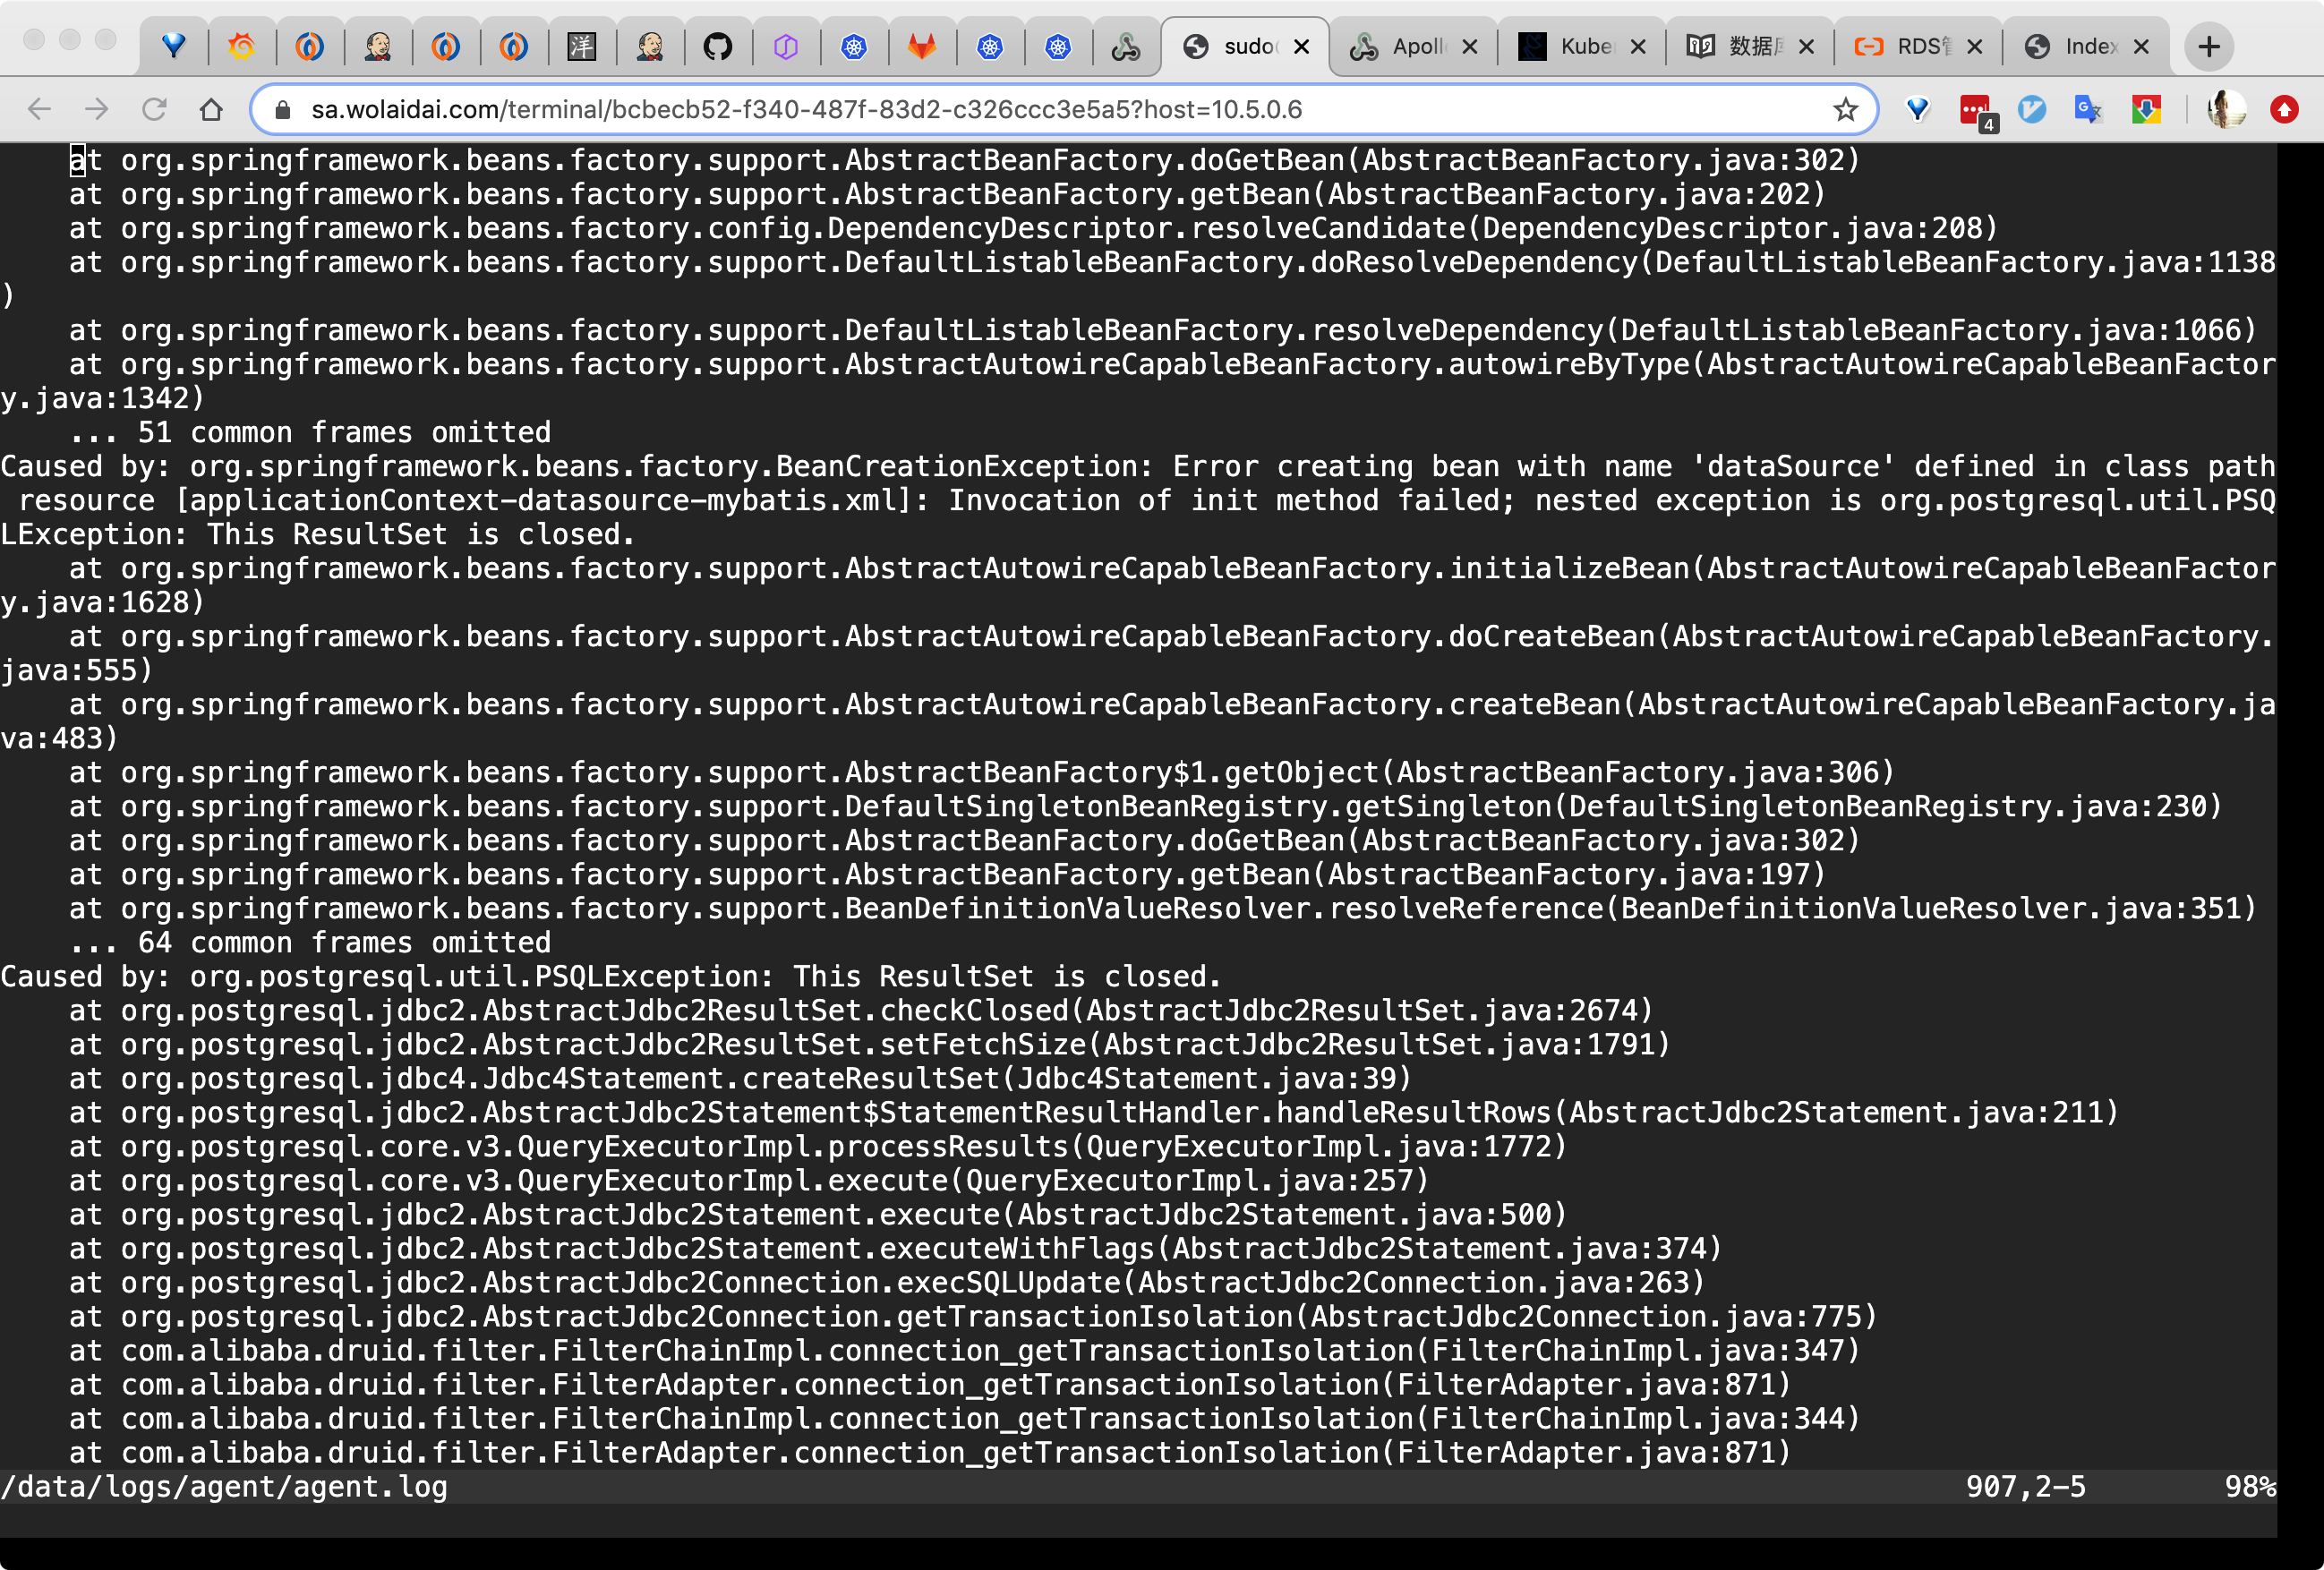 洋
sudo
Apoll
Kube
数据
RDS
Index
sa.wolaidai.com/terminal/bcbecb52-f340-487f-83d2-c326ccc3e5a5?host=10.5.0.6
4
at org.springframework.beans.factory.support.AbstractBeanFactory.doGetBean(AbstractBeanFactory.java:302)
at org.springframework.beans.factory.support.AbstractBeanFactory.getBean(AbstractBeanFactory.java:202)
at org.springframework.beans.factory.config.DependencyDescriptor.resolveCandidate(DependencyDescriptor.java:208)
at org.springframework.beans.factory.support.DefaultListableBeanFactory.doResolveDependency(DefaultListableBeanFactory.java:1138
)
at org.springframework.beans.factory.support.DefaultListableBeanFactory.resolveDependency(DefaultListableBeanFactory.java:1066)
at org.springframework.beans.factory.support.AbstractAutowireCapableBeanFactory.autowireByType(AbstractAutowireCapableBeanFactor
y.java:1342)
... 51 common frames omitted
Caused by: org.springframework.beans.factory.BeanCreationException: Error creating bean with name 'dataSource' defined in class path
resource [applicationContext-datasource-mybatis.xml]: Invocation of init method failed; nested exception is org.postgresql.util.PSQ
LException: This ResultSet is closed.
at org.springframework.beans.factory.support.AbstractAutowireCapableBeanFactory.initializeBean(AbstractAutowireCapableBeanFactor
y.java:1628)
at org.springframework.beans.factory.support.AbstractAutowireCapableBeanFactory.doCreateBean(AbstractAutowireCapableBeanFactory.
java:555)
at org.springframework.beans.factory.support.AbstractAutowireCapableBeanFactory.createBean(AbstractAutowireCapableBeanFactory.ja
va:483)
at org.springframework.beans.factory.support.AbstractBeanFactory$1.getObject(AbstractBeanFactory.java:306)
at org.springframework.beans.factory.support.DefaultSingletonBeanRegistry.getSingleton(DefaultSingletonBeanRegistry.java:230)
at org.springframework.beans.factory.support.AbstractBeanFactory.doGetBean(AbstractBeanFactory.java:302)
at org.springframework.beans.factory.support.AbstractBeanFactory.getBean(AbstractBeanFactory.java:197)
at org.springframework.beans.factory.support.BeanDefinitionValueResolver.resolveReference(BeanDefinitionValueResolver.java:351)
... 64 common frames omitted
Caused by: org.postgresql.util.PSQLException: This ResultSet is closed.
at org.postgresql.jdbc2.AbstractJdbc2ResultSet.checkClosed(AbstractJdbc2ResultSet.java:2674)
at org.postgresql.jdbc2.AbstractJdbc2ResultSet.setFetchSize(AbstractJdbc2ResultSet.java:1791)
at org.postgresql.jdbc4.Jdbc4Statement.createResultSet(Jdbc4Statement.java:39)
at org.postgresql.jdbc2.AbstractJdbc2Statement$StatementResultHandler.handleResultRows(AbstractJdbc2Statement.java:211)
at org.postgresql.core.v3.QueryExecutorImpl.processResults(QueryExecutorImpl.java:1772)
at org.postgresql.core.v3.QueryExecutorImpl.execute(QueryExecutorImpl.java:257)
at org.postgresql.jdbc2.AbstractJdbc2Statement.execute(AbstractJdbc2Statement.java:500)
at org.postgresql.jdbc2.AbstractJdbc2Statement.executeWithFlags(AbstractJdbc2Statement.java:374)
at org.postgresql.jdbc2.AbstractJdbc2Connection.execSQLUpdate(AbstractJdbc2Connection.java:263)
at org.postgresql.jdbc2.AbstractJdbc2Connection.getTransactionIsolation(AbstractJdbc2Connection.java:775)
at com.alibaba.druid.filter.FilterChainImpl.connection_getTransactionIsolation(FilterChainImpl.java:347)
at com.alibaba.druid.filter.FilterAdapter.connection_getTransactionIsolation(FilterAdapter.java:871)
at com.alibaba.druid.filter.FilterChainImpl.connection_getTransactionIsolation(FilterChainImpl.java:344)
at com.alibaba.druid.filter.FilterAdapter.connection_getTransactionIsolation(FilterAdapter.java:871)
/data/logs/agent/agent.log 907,2-5 98%